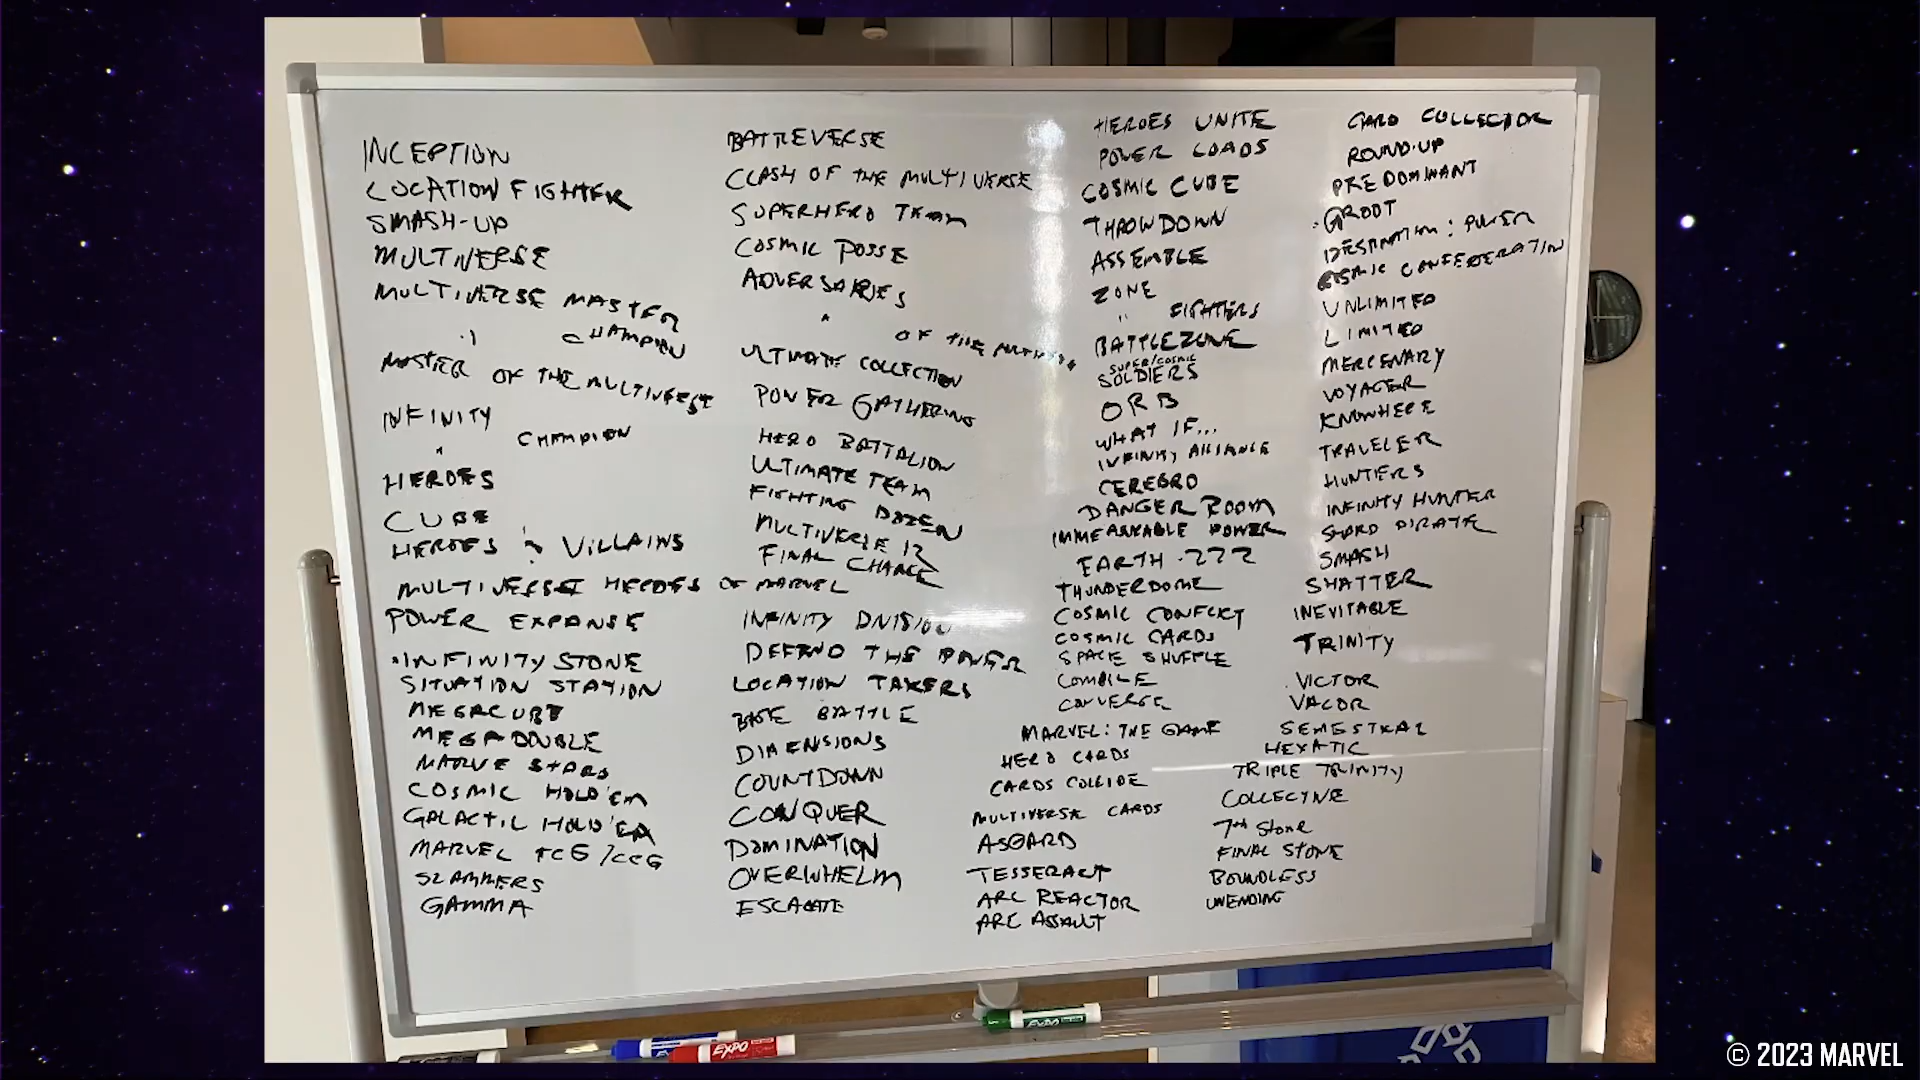 INCEPTION
LOCATION FIGHTER
SMASH-UP
MULTIVERSE
MULTIVERSE MASTER
" CHAMPION
MASTER OF THE MULTIVERSE
INFINITY
" CHAMPION
HEROES
CUBE
HEROES & VILLAINS
MULTIVERSE HEROES OF MARVEL
POWER EXPANSE
INFINITY STONE
SITUATION STATION
MEGACUBE
MEGADOUBLE
MARVE STARS
COSMIC HOLD'EM
GALACTIC HOLD'EM
MARVEL TCG/CCG
SLAMMERS
GAMMA
BATTLEVERSE
CLASH OF THE MULTIVERSE
SUPERHERO TEAM
COSMIC POSSE
ADVERSARIES
" OF THE MULTIVERSE
ULTIMATE COLLECTION
POWER GATHERING
HERO BATTALION
ULTIMATE TEAM
FIGHTING DOZEN
MULTIVERSE 12
FINAL CHANCE
INFINITY DIVISION
DEFEND THE POWER
LOCATION TAKERS
BASE BATTLE
DIMENSIONS
COUNTDOWN
CONQUER
DOMINATION
OVERWHELM
ESCALATE
HEROES UNITE
POWER LOADS
COSMIC CUBE
THROWDOWN
ASSEMBLE
ZONE
" FIGHTERS
BATTLEZONE
SUPER/COSMIC
SOLDIERS
ORB
WHAT IF...
INFINITY ALLIANCE
CEREBRO
DANGER ROOM
IMMEASURABLE POWER
EARTH-???
THUNDERDOME
COSMIC CONFLICT
COSMIC CARDS
SPACE SHUFFLE
COMBILE
CONVERGE
MARVEL: THE GAME
HERO CARDS
CARDS COLLIDE
MULTIVERSE CARDS
ASGARD
TESSERACT
ARC REACTOR
ARC ASSAULT
CARD COLLECTOR
ROUND-UP
PREDOMINANT
GROOT
DESTINATION: POWER
COSMIC CONFEDERATION
UNLIMITED
LIMITED
MERCENARY
VOYAGER
KNOWHERE
TRAVELER
HUNTERS
INFINITY HUNTER
SHARD PIRATE
SMASH
SHATTER
INEVITABLE
TRINITY
VICTOR
VALOR
SEMESTRAL
HEXATIC
TRIPLE TRINITY
COLLECTIVE
7th Stone
FINAL STONE
BOUNDLESS
UNENDING
EXPO
EXPO
© 2023 MARVEL